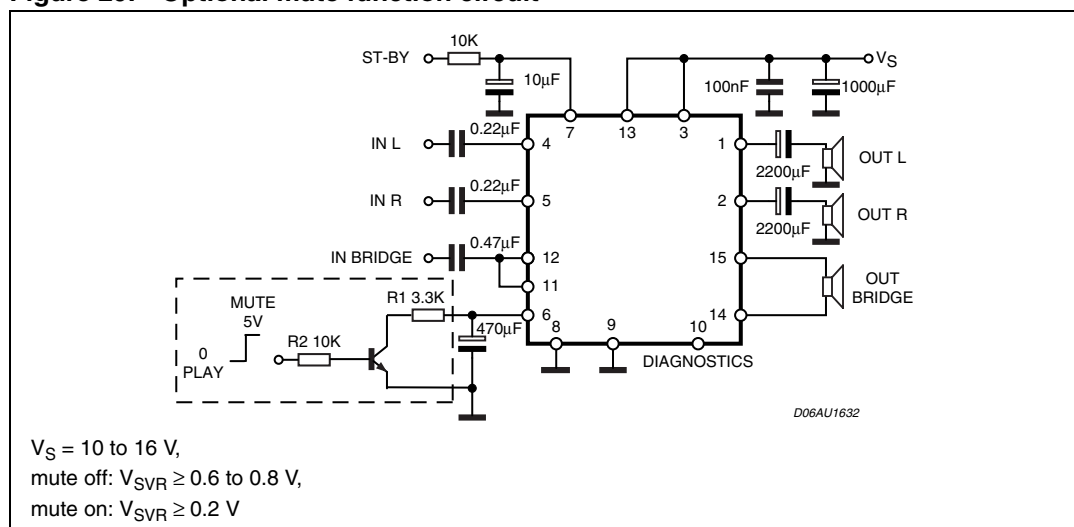 Figure 29. Optional mute function circuit
10K
ST-BY
10µF
100nF
1000µF
VS
7
13
3
0.22µF
IN L
4
1
2200µF
OUT L
0.22µF
IN R
5
2
2200µF
OUT R
0.47µF
IN BRIDGE
12
15
OUT
BRIDGE
11
MUTE
5V
R1 3.3K
6
470µF
14
8
9
10
DIAGNOSTICS
R2 10K
0
PLAY
D06AU1632
VS = 10 to 16 V,
mute off: VSVR ≥ 0.6 to 0.8 V,
mute on: VSVR ≥ 0.2 V